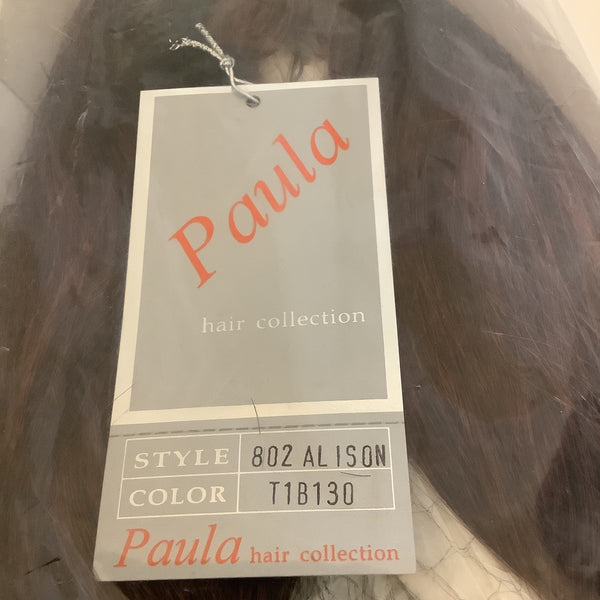 Paula
hair collection
STYLE 802 ALISON
COLOR T1B130
Paula hair collection